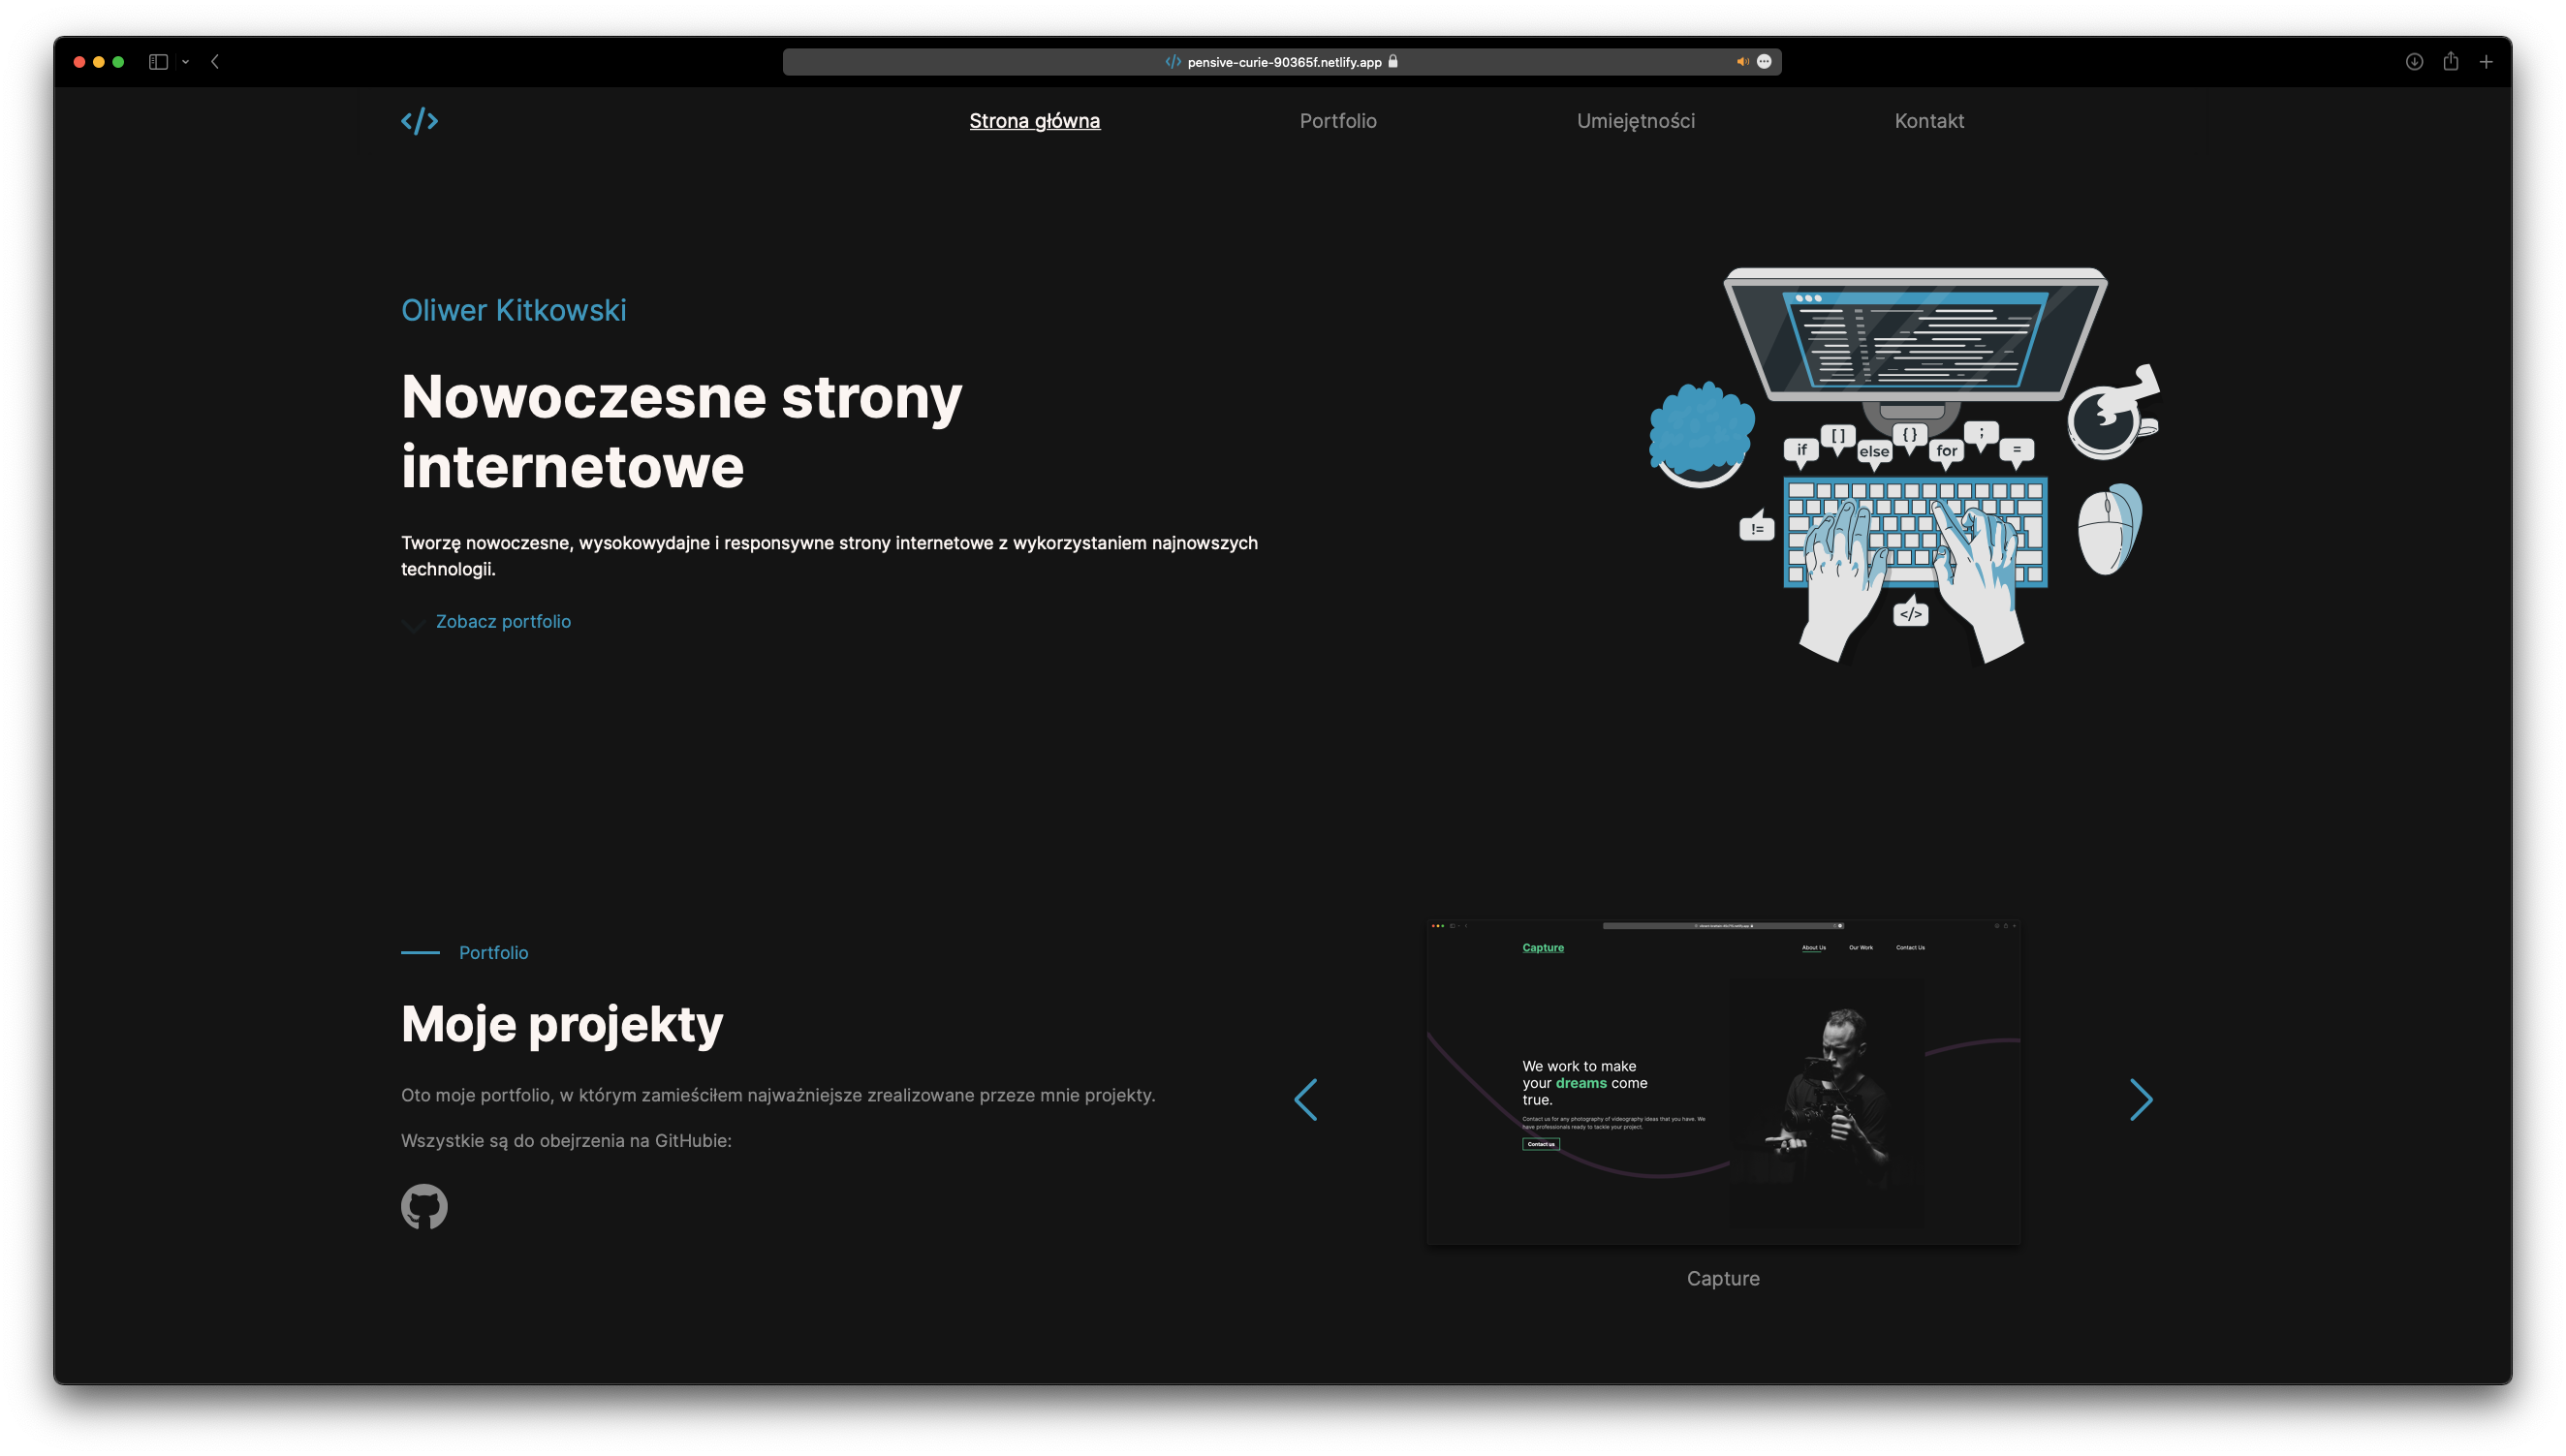 pensive-curie-90365f.netlify.app
</>
Strona główna
Portfolio
Umiejętności
Kontakt
Oliwer Kitkowski
Nowoczesne strony
internetowe
Tworzę nowoczesne, wysokowydajne i responsywne strony internetowe z wykorzystaniem najnowszych
technologii.
Zobacz portfolio
if
[ ]
else
{ }
for
;
=
!=
</>
Portfolio
Moje projekty
Oto moje portfolio, w którym zamieściłem najważniejsze zrealizowane przeze mnie projekty.
Wszystkie są do obejrzenia na GitHubie:
Capture
About Us
Our Work
Contact Us
We work to make
your dreams come
true.
Contact us for any photography of videography ideas that you have. We
have professionals ready to tackle your project.
Contact us
Capture